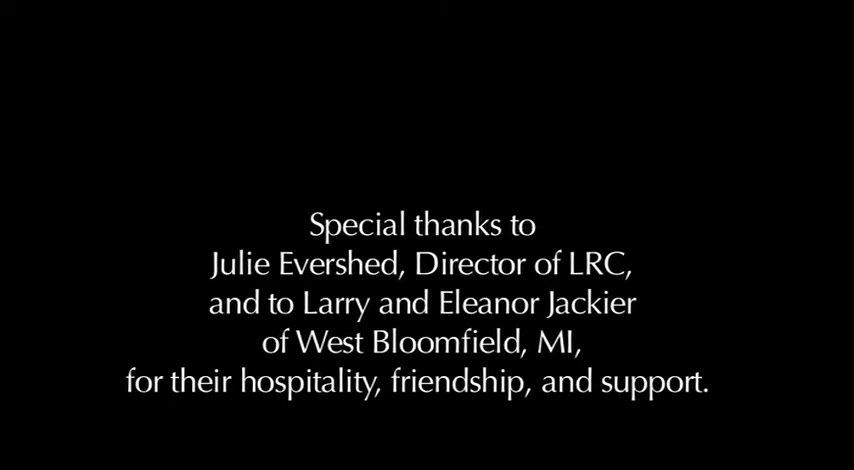 Special thanks to
Julie Evershed, Director of LRC,
and to Larry and Eleanor Jackier
of West Bloomfield, MI,
for their hospitality, friendship, and support.